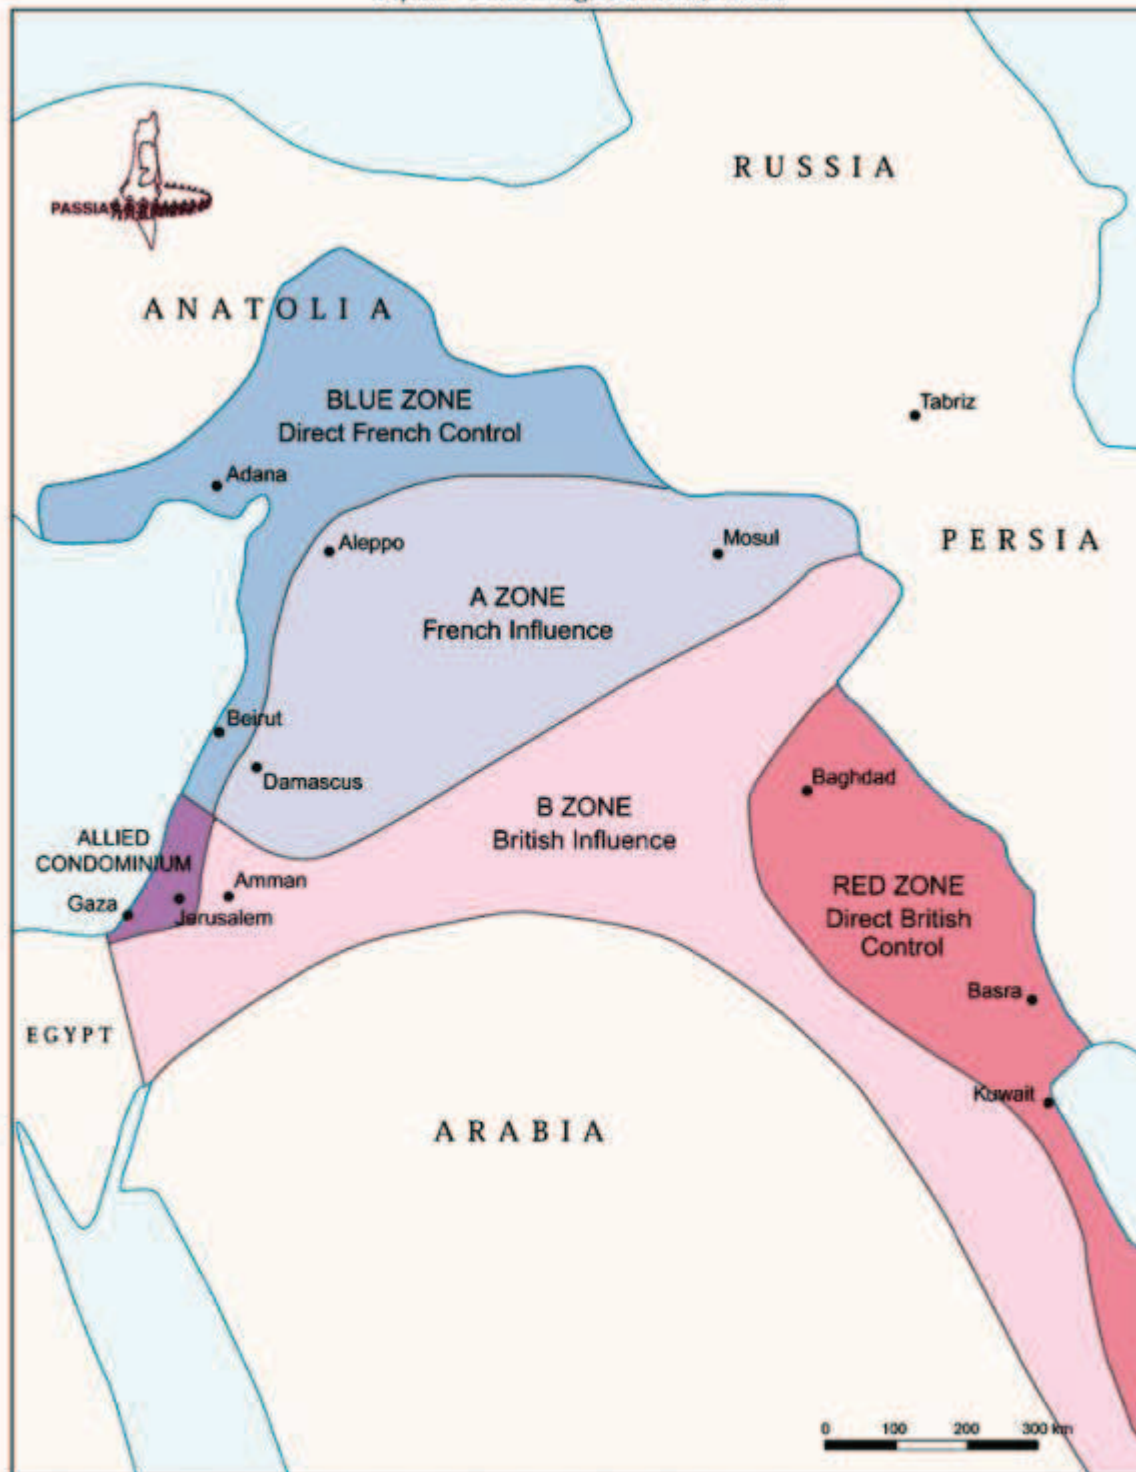 RUSSIA
PASSIA
ANATOLIA
BLUE ZONE
Direct French Control
Tabriz
Adana
Aleppo
Mosul
PERSIA
A ZONE
French Influence
Beirut
Damascus
Baghdad
B ZONE
British Influence
ALLIED
CONDOMINIUM
Amman
Gaza
Jerusalem
RED ZONE
Direct British
Control
Basra
EGYPT
Kuwait
ARABIA
0 100 200 300 km